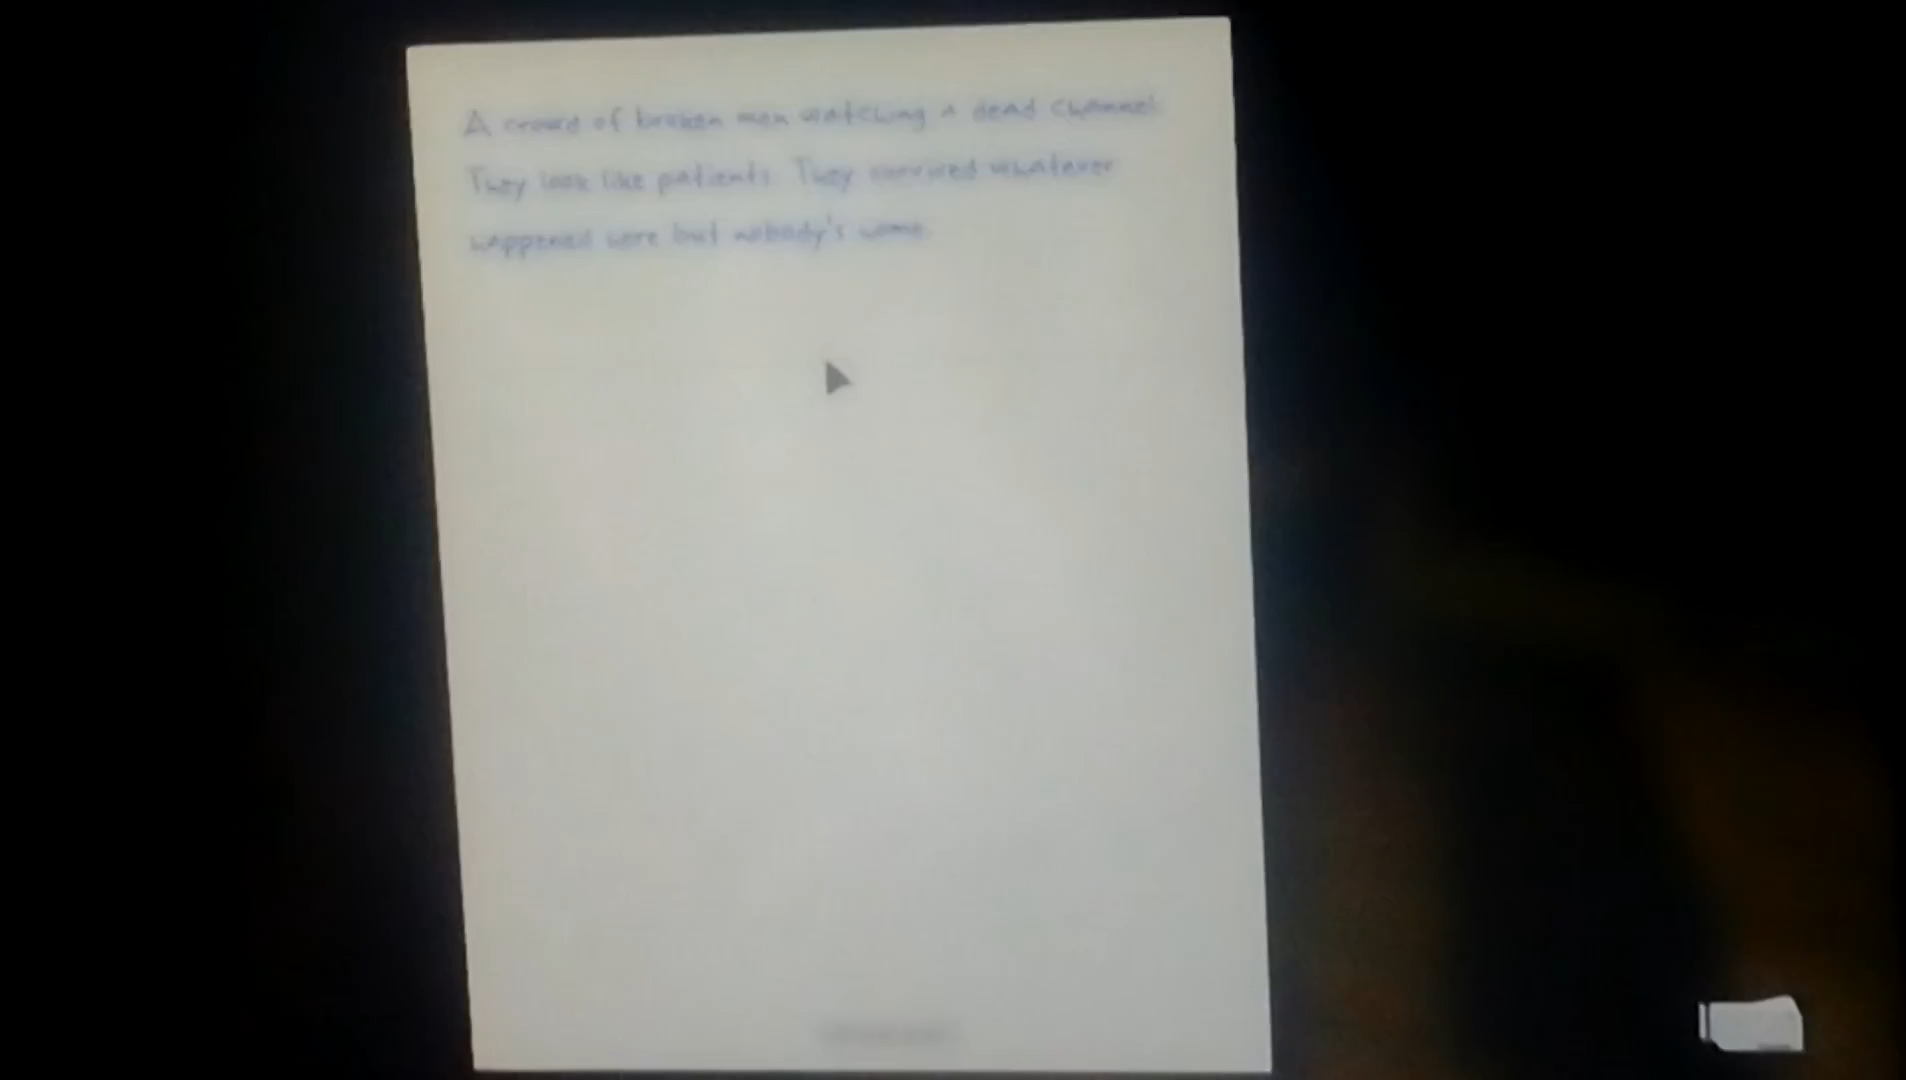 A crowd of broken men watching a dead channel.
They look like patients. They survived whatever
happened here but nobody's home.